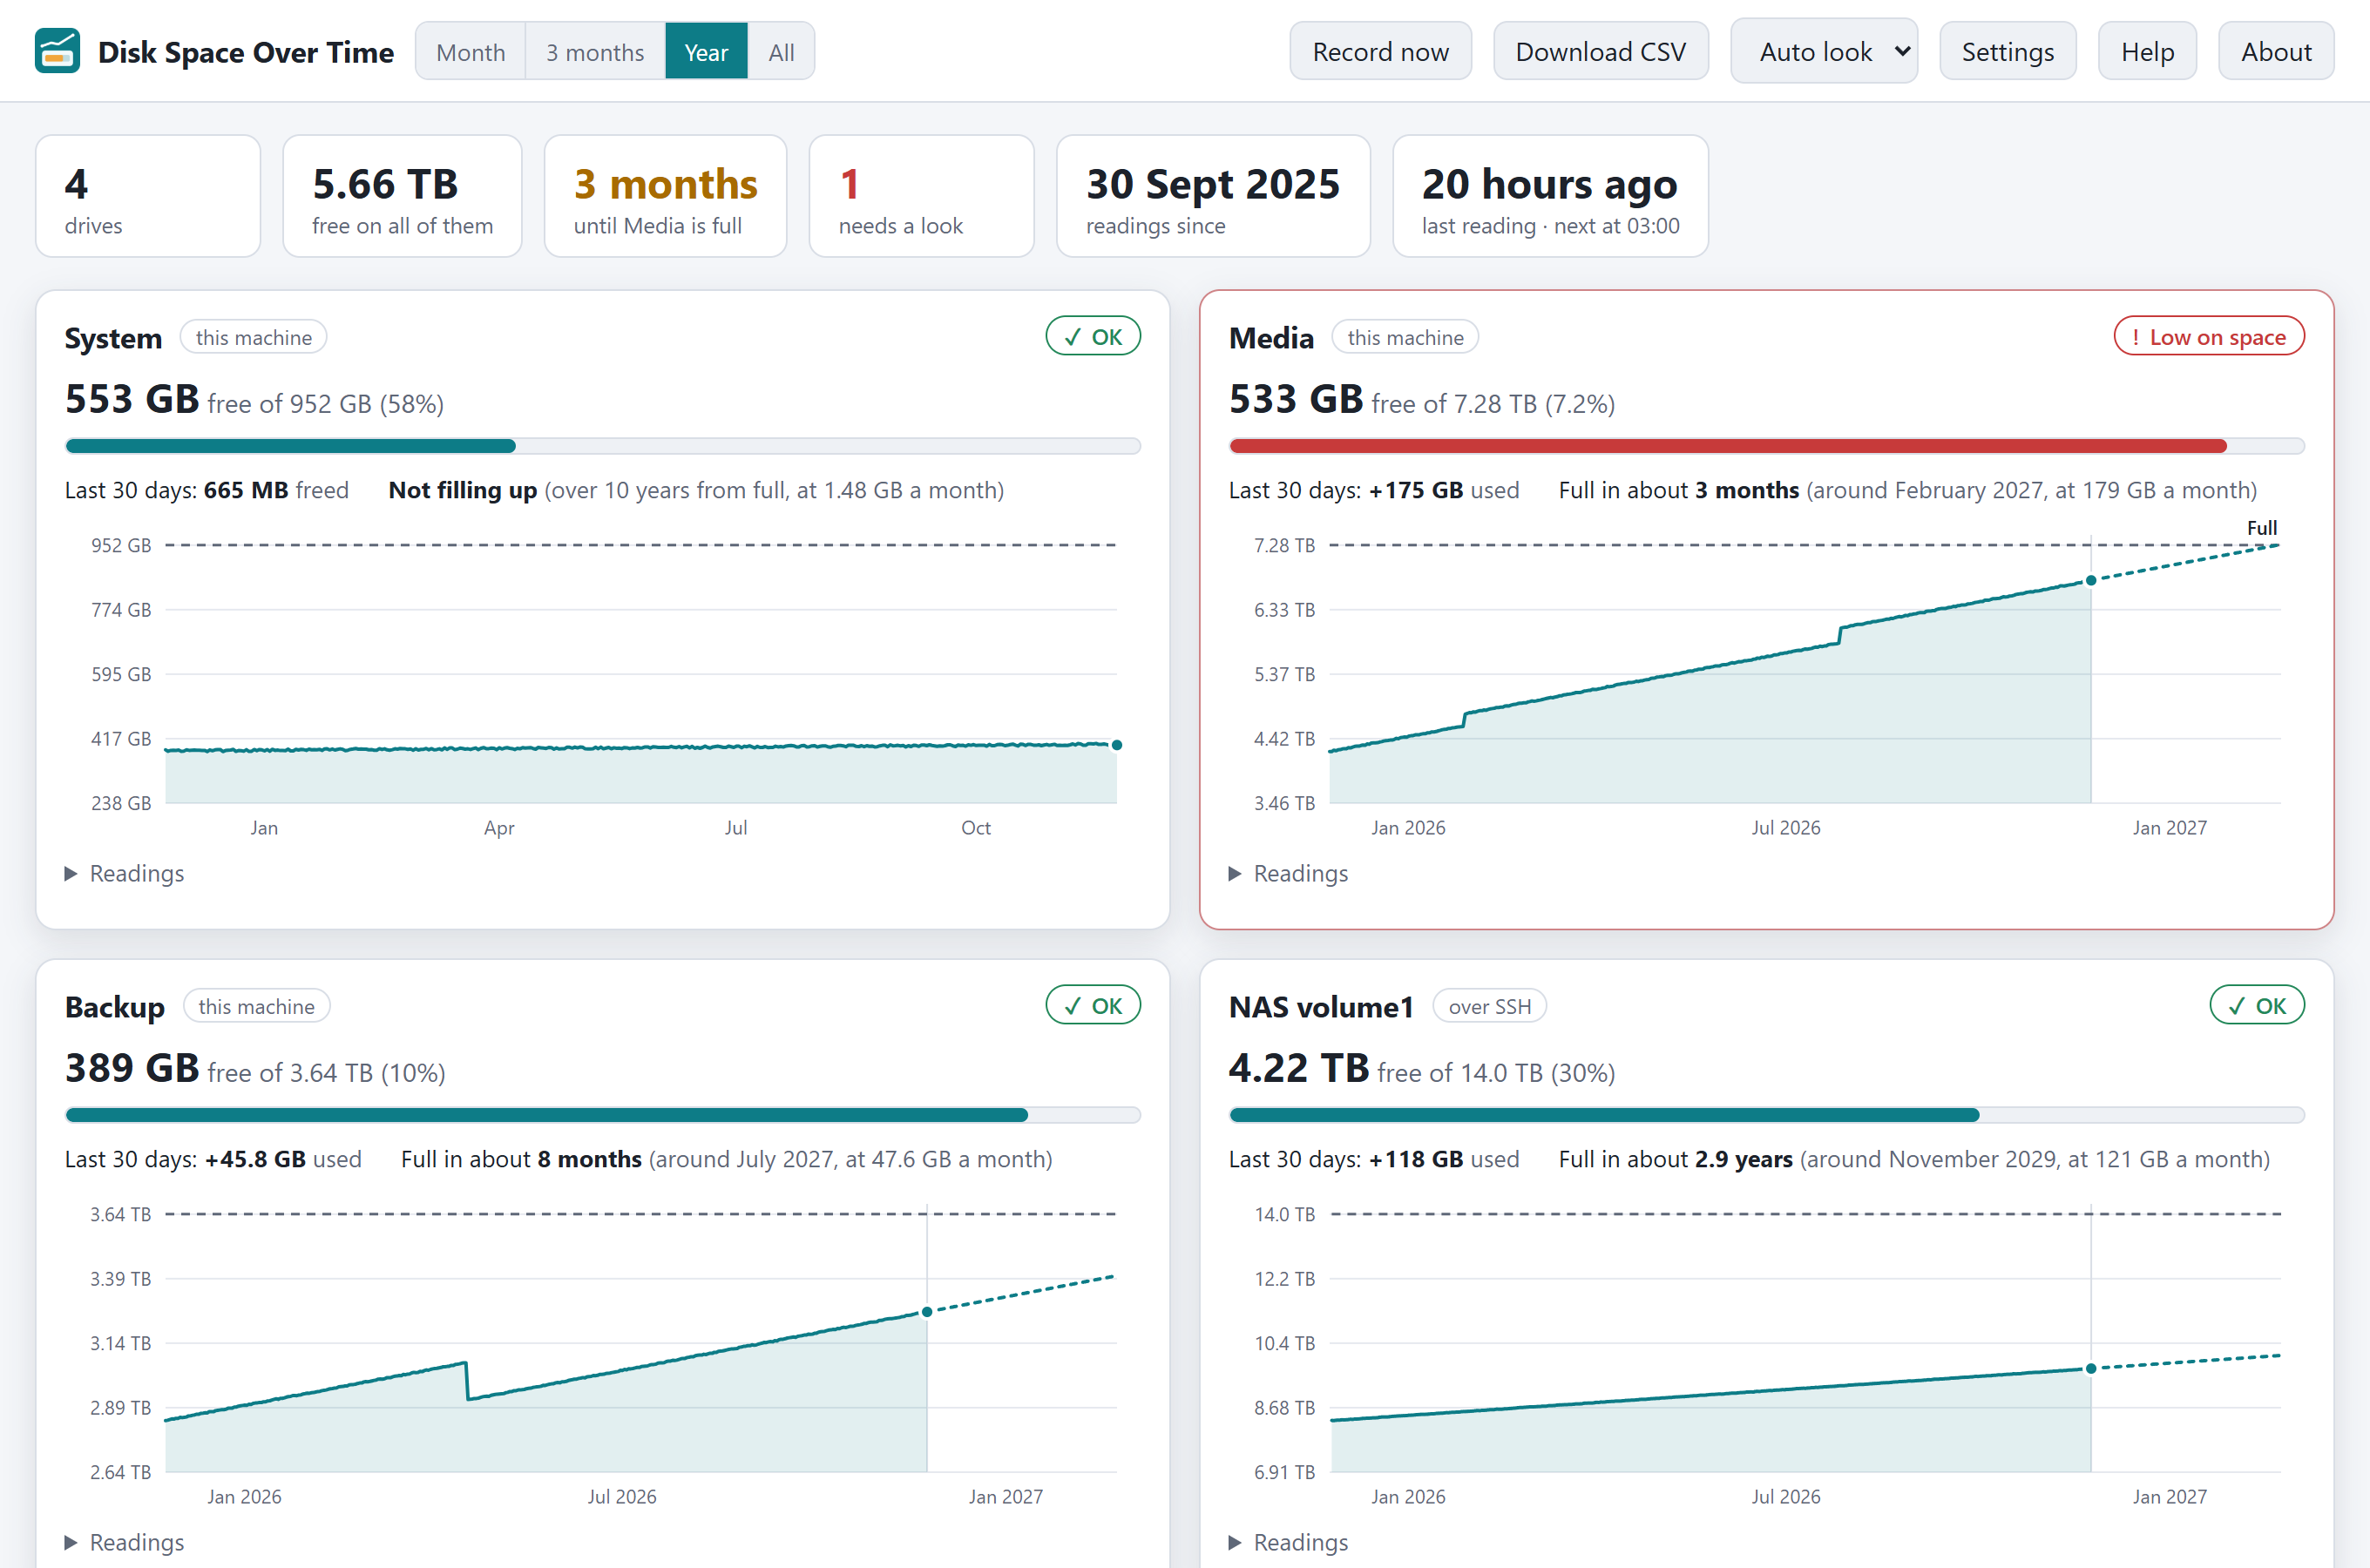 Disk Space Over Time
Month 3 months Year All
Record now Download CSV Auto look Settings Help About
4
drives
5.66 TB
free on all of them
3 months
until Media is full
1
needs a look
30 Sept 2025
readings since
20 hours ago
last reading · next at 03:00
System this machine ✓ OK
553 GB free of 952 GB (58%)
Last 30 days: 665 MB freed Not filling up (over 10 years from full, at 1.48 GB a month)
952 GB
774 GB
595 GB
417 GB
238 GB
Jan Apr Jul Oct
Readings
Media this machine ! Low on space
533 GB free of 7.28 TB (7.2%)
Last 30 days: +175 GB used Full in about 3 months (around February 2027, at 179 GB a month)
Full
7.28 TB
6.33 TB
5.37 TB
4.42 TB
3.46 TB
Jan 2026 Jul 2026 Jan 2027
Readings
Backup this machine ✓ OK
389 GB free of 3.64 TB (10%)
Last 30 days: +45.8 GB used Full in about 8 months (around July 2027, at 47.6 GB a month)
3.64 TB
3.39 TB
3.14 TB
2.89 TB
2.64 TB
Jan 2026 Jul 2026 Jan 2027
Readings
NAS volume1 over SSH ✓ OK
4.22 TB free of 14.0 TB (30%)
Last 30 days: +118 GB used Full in about 2.9 years (around November 2029, at 121 GB a month)
14.0 TB
12.2 TB
10.4 TB
8.68 TB
6.91 TB
Jan 2026 Jul 2026 Jan 2027
Readings